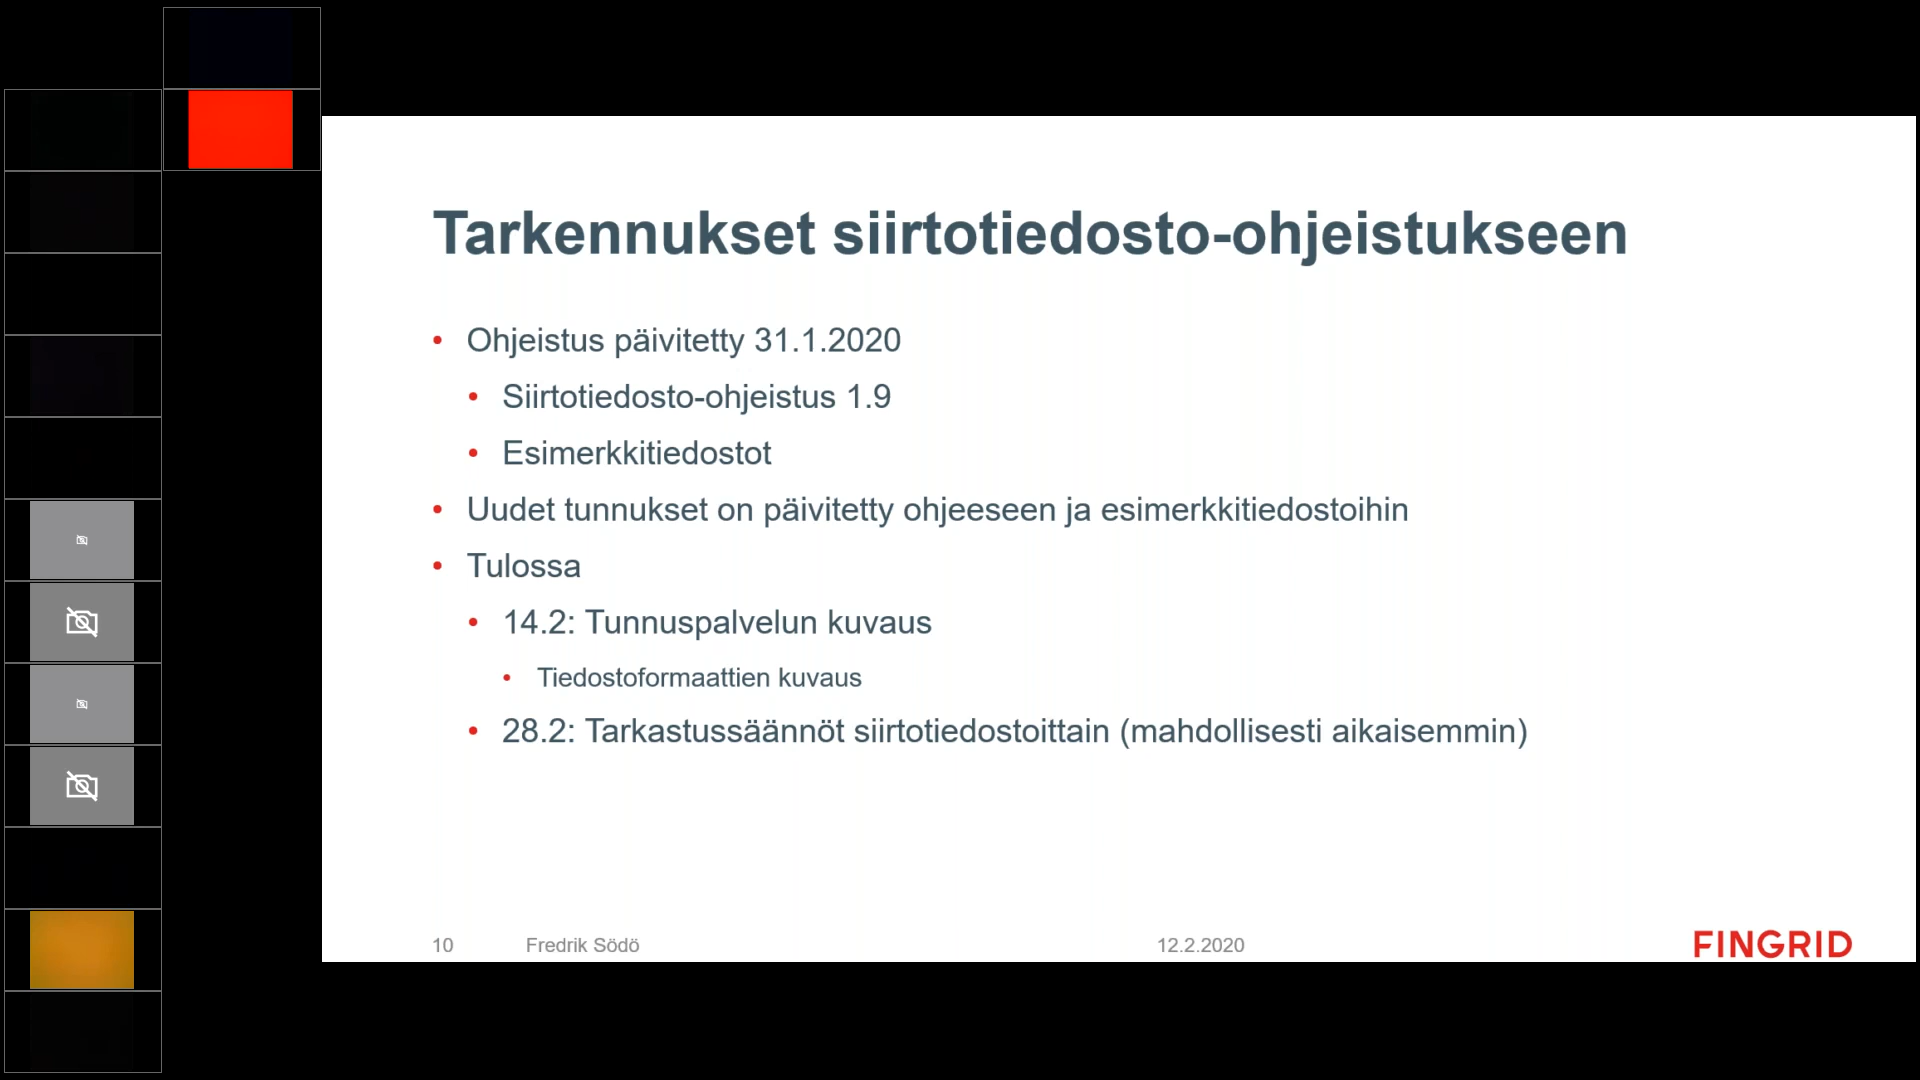 Tarkennukset siirtotiedosto-ohjeistukseen
• Ohjeistus päivitetty 31.1.2020
• Siirtotiedosto-ohjeistus 1.9
• Esimerkkitiedostot
• Uudet tunnukset on päivitetty ohjeeseen ja esimerkkitiedostoihin
• Tulossa
• 14.2: Tunnuspalvelun kuvaus
• Tiedostoformaattien kuvaus
• 28.2: Tarkastussäännöt siirtotiedostoittain (mahdollisesti aikaisemmin)
10 Fredrik Södö 12.2.2020 FINGRID